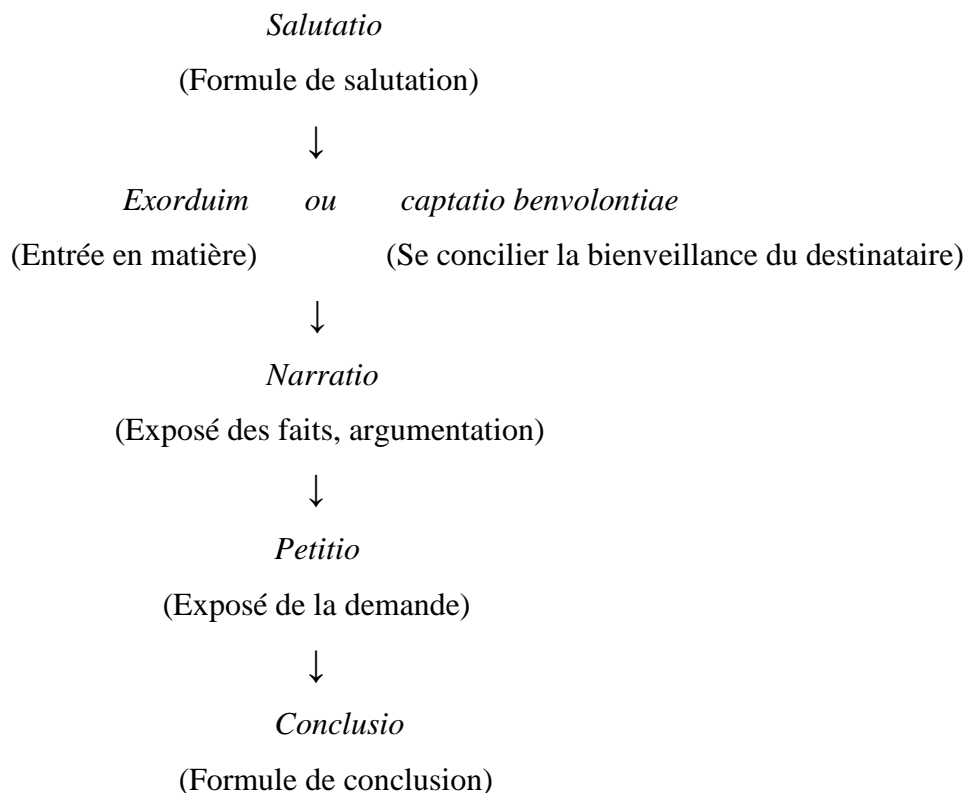 Salutatio
(Formule de salutation)
↓
Exorduim ou captatio benvolontiae
(Entrée en matière) (Se concilier la bienveillance du destinataire)
↓
Narratio
(Exposé des faits, argumentation)
↓
Petitio
(Exposé de la demande)
↓
Conclusio
(Formule de conclusion)